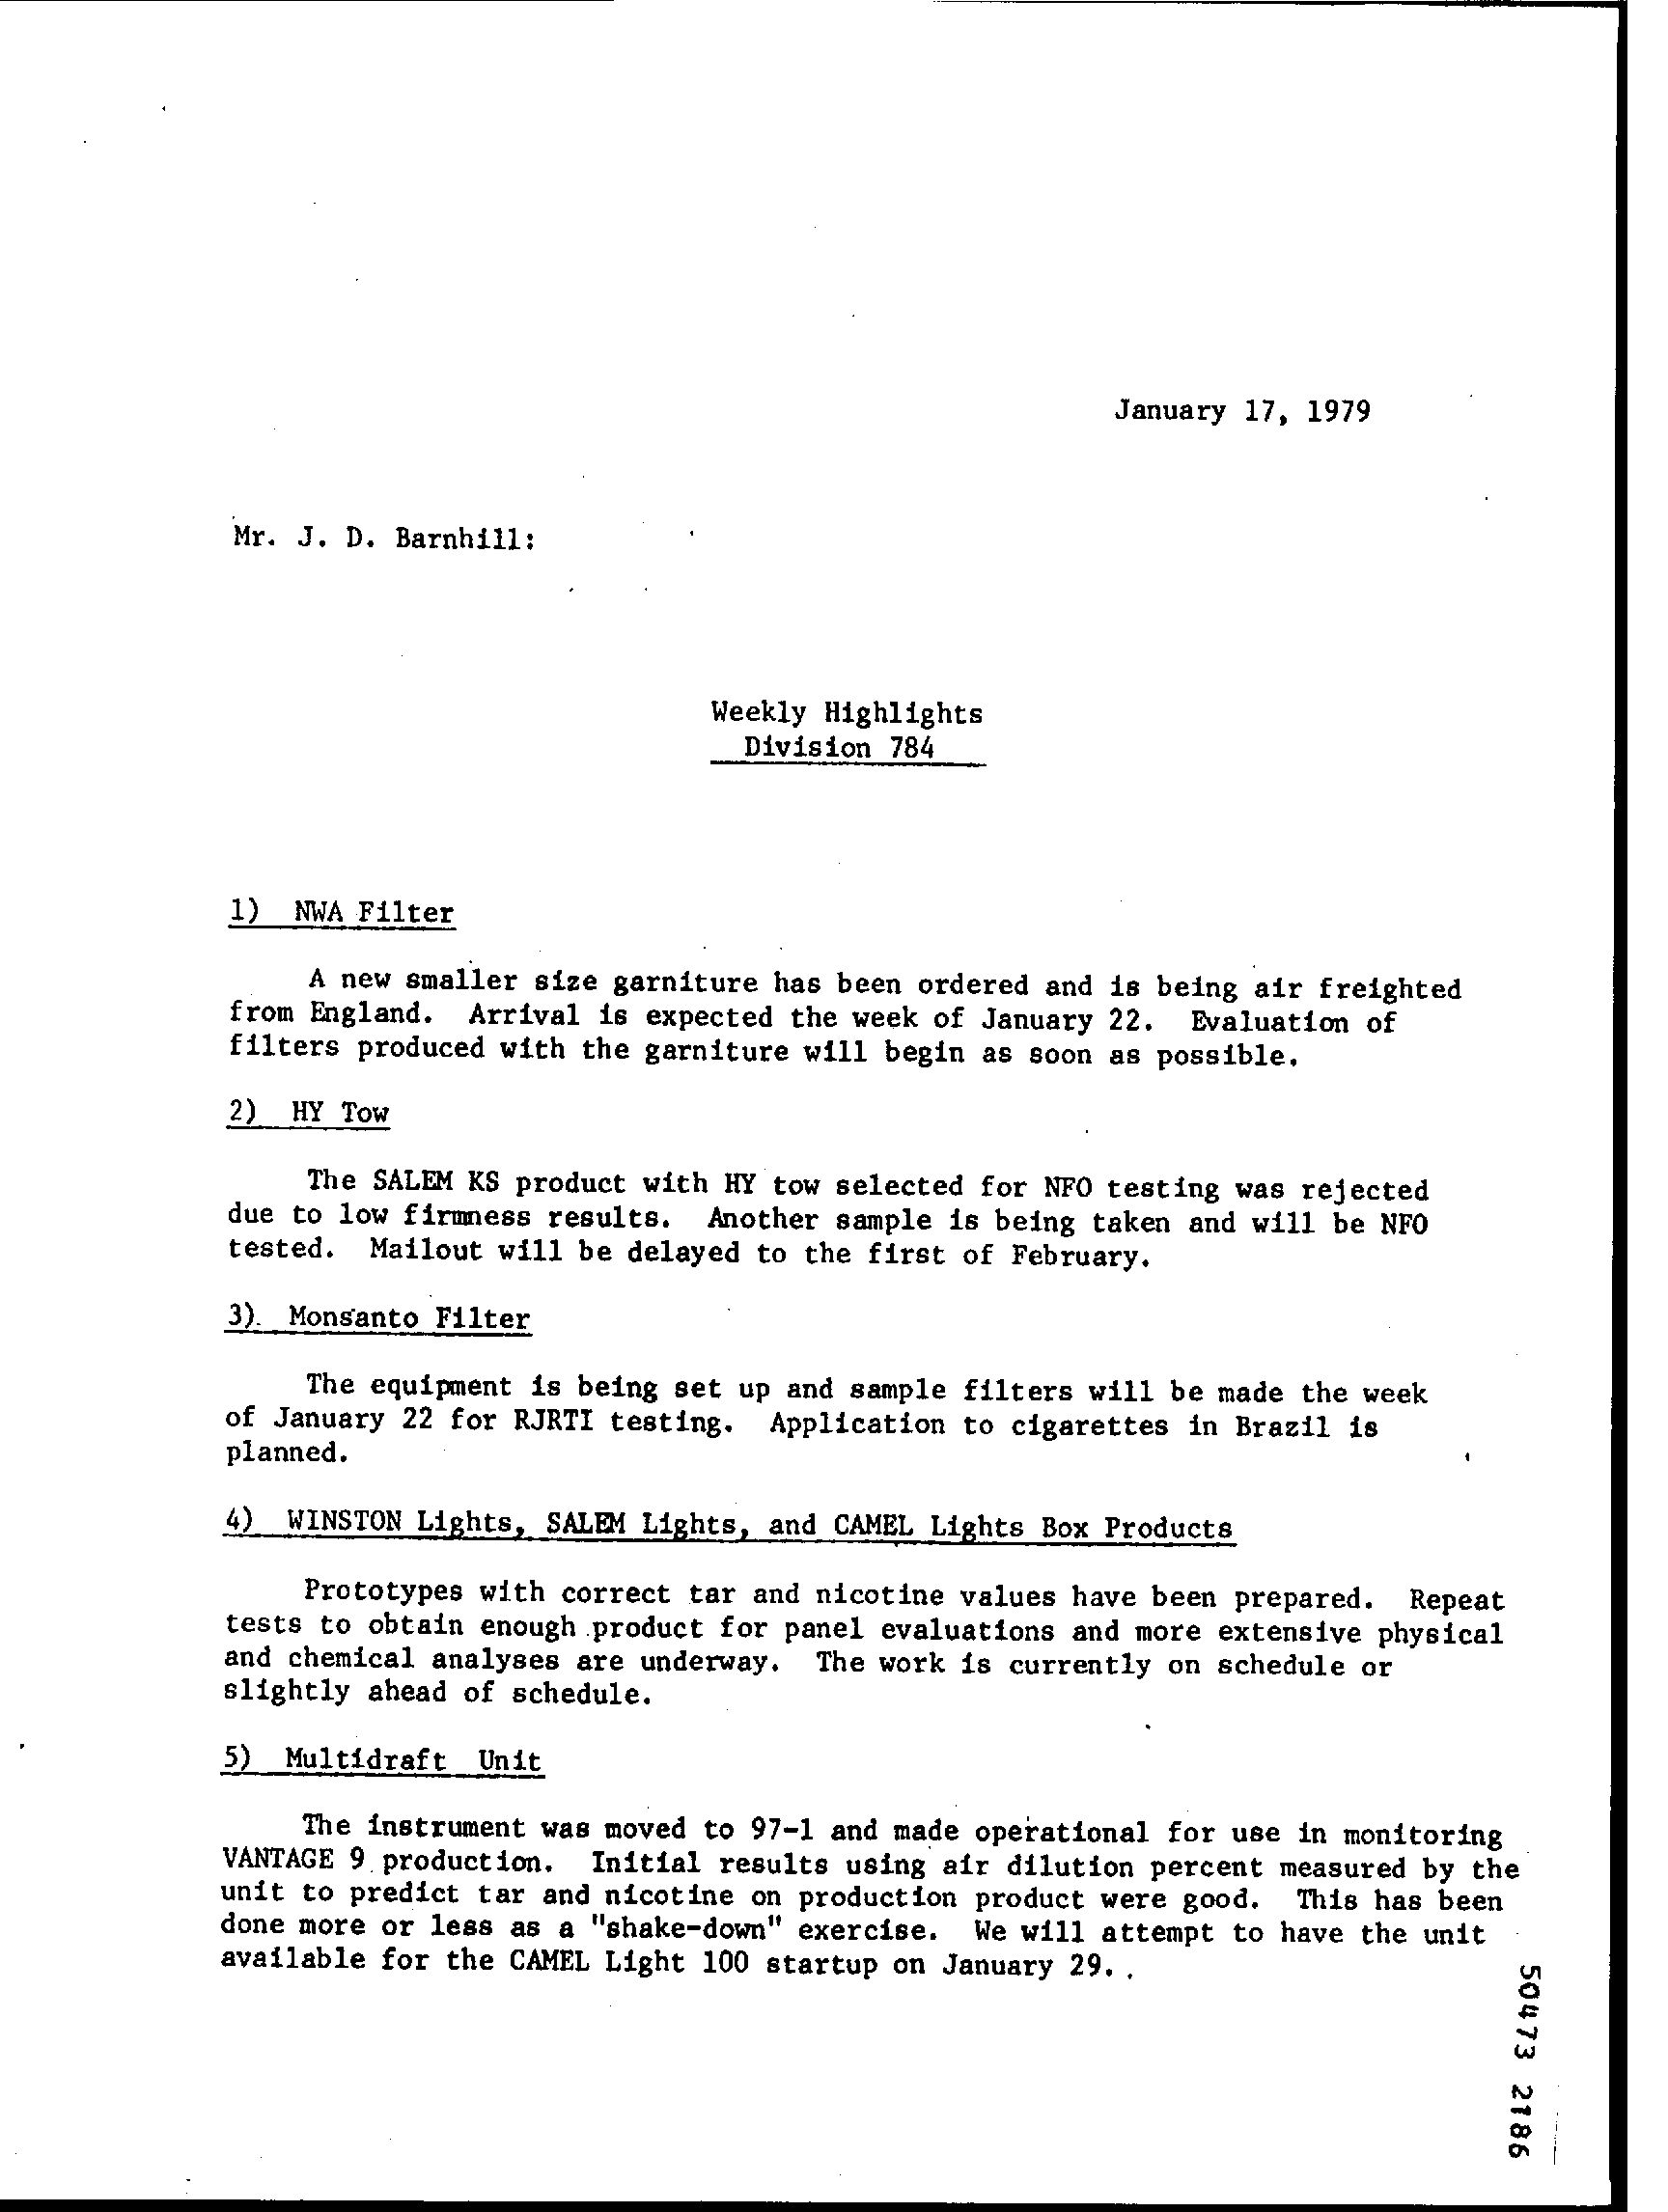 January 17, 1979
Mr. J. D. Barnhill:
Weekly Highlights
Division 784
1) NWA Filter
A new smaller size garniture has been ordered and is being air freighted
from England. Arrival is expected the week of January 22. Evaluation of
filters produced with the garniture will begin as soon as possible.
2) HY Tow
The SALEM KS product with HY tow selected for NFO testing was rejected
due to low firmness results. Another sample is being taken and will be NFO
tested. Mailout will be delayed to the first of February.
3) Monsanto Filter
The equipment is being set up and sample filters will be made the week
of January 22 for RJRTI testing. Application to cigarettes in Brazil is
planned.
4) WINSTON Lights, SALEM Lights, and CAMEL Lights Box Products
Prototypes with correct tar and nicotine values have been prepared. Repeat
tests to obtain enough product for panel evaluations and more extensive physical
and chemical analyses are underway. The work is currently on schedule or
slightly ahead of schedule.
5) Multidraft Unit
The instrument was moved to 97-1 and made operational for use in monitoring
VANTAGE 9 production. Initial results using air dilution percent measured by the
unit to predict tar and nicotine on production product were good. This has been
done more or less as a "shake-down" exercise. We will attempt to have the unit
available for the CAMEL Light 100 startup on January 29.
50473 2186